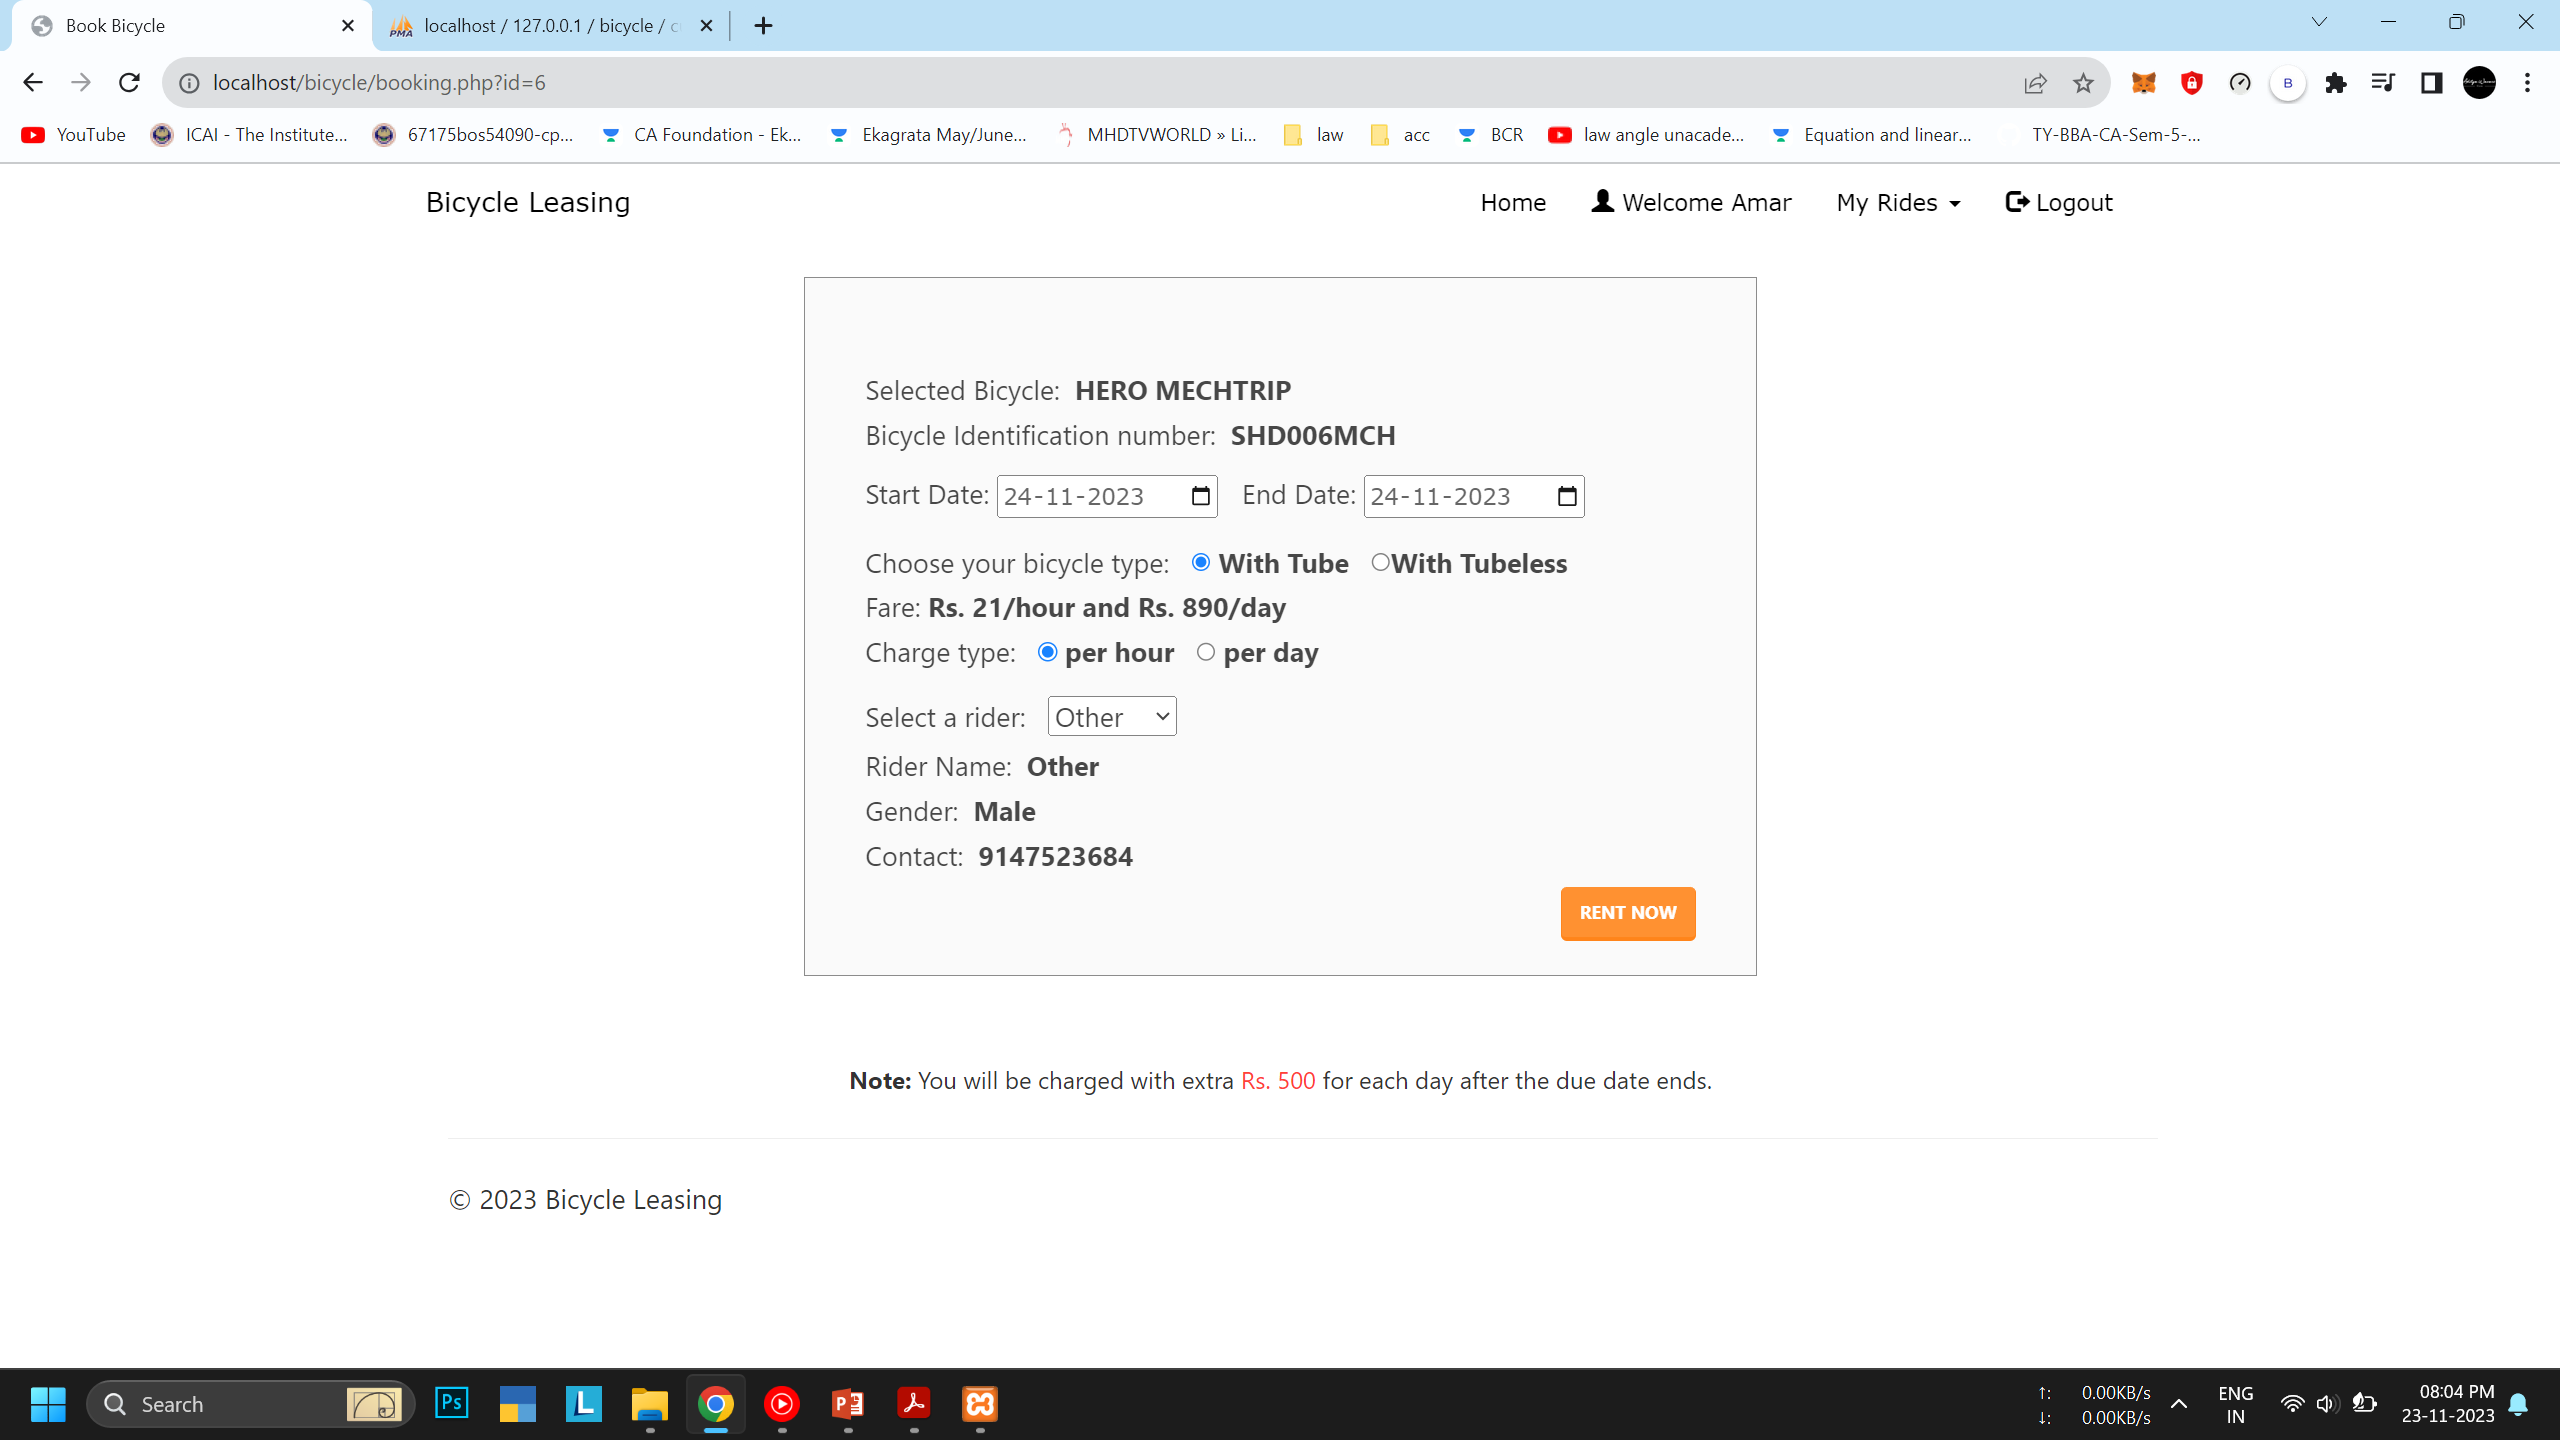 Book Bicycle
localhost / 127.0.0.1 / bicycle / c
localhost/bicycle/booking.php?id=6
B
YouTube ICAI - The Institute... 67175bos54090-cp... CA Foundation - Ek... Ekagrata May/June... MHDTVWORLD » Li... law acc BCR law angle unacade... Equation and linear... TY-BBA-CA-Sem-5-...
Bicycle Leasing Home Welcome Amar My Rides Logout
Selected Bicycle: HERO MECHTRIP
Bicycle Identification number: SHD006MCH
Start Date: 24-11-2023 End Date: 24-11-2023
Choose your bicycle type: With Tube With Tubeless
Fare: Rs. 21/hour and Rs. 890/day
Charge type: per hour per day
Select a rider: Other
Rider Name: Other
Gender: Male
Contact: 9147523684
RENT NOW
Note: You will be charged with extra Rs. 500 for each day after the due date ends.
© 2023 Bicycle Leasing
Search
Ps
L
↑: 0.00KB/s
↓: 0.00KB/s
ENG
IN
08:04 PM
23-11-2023